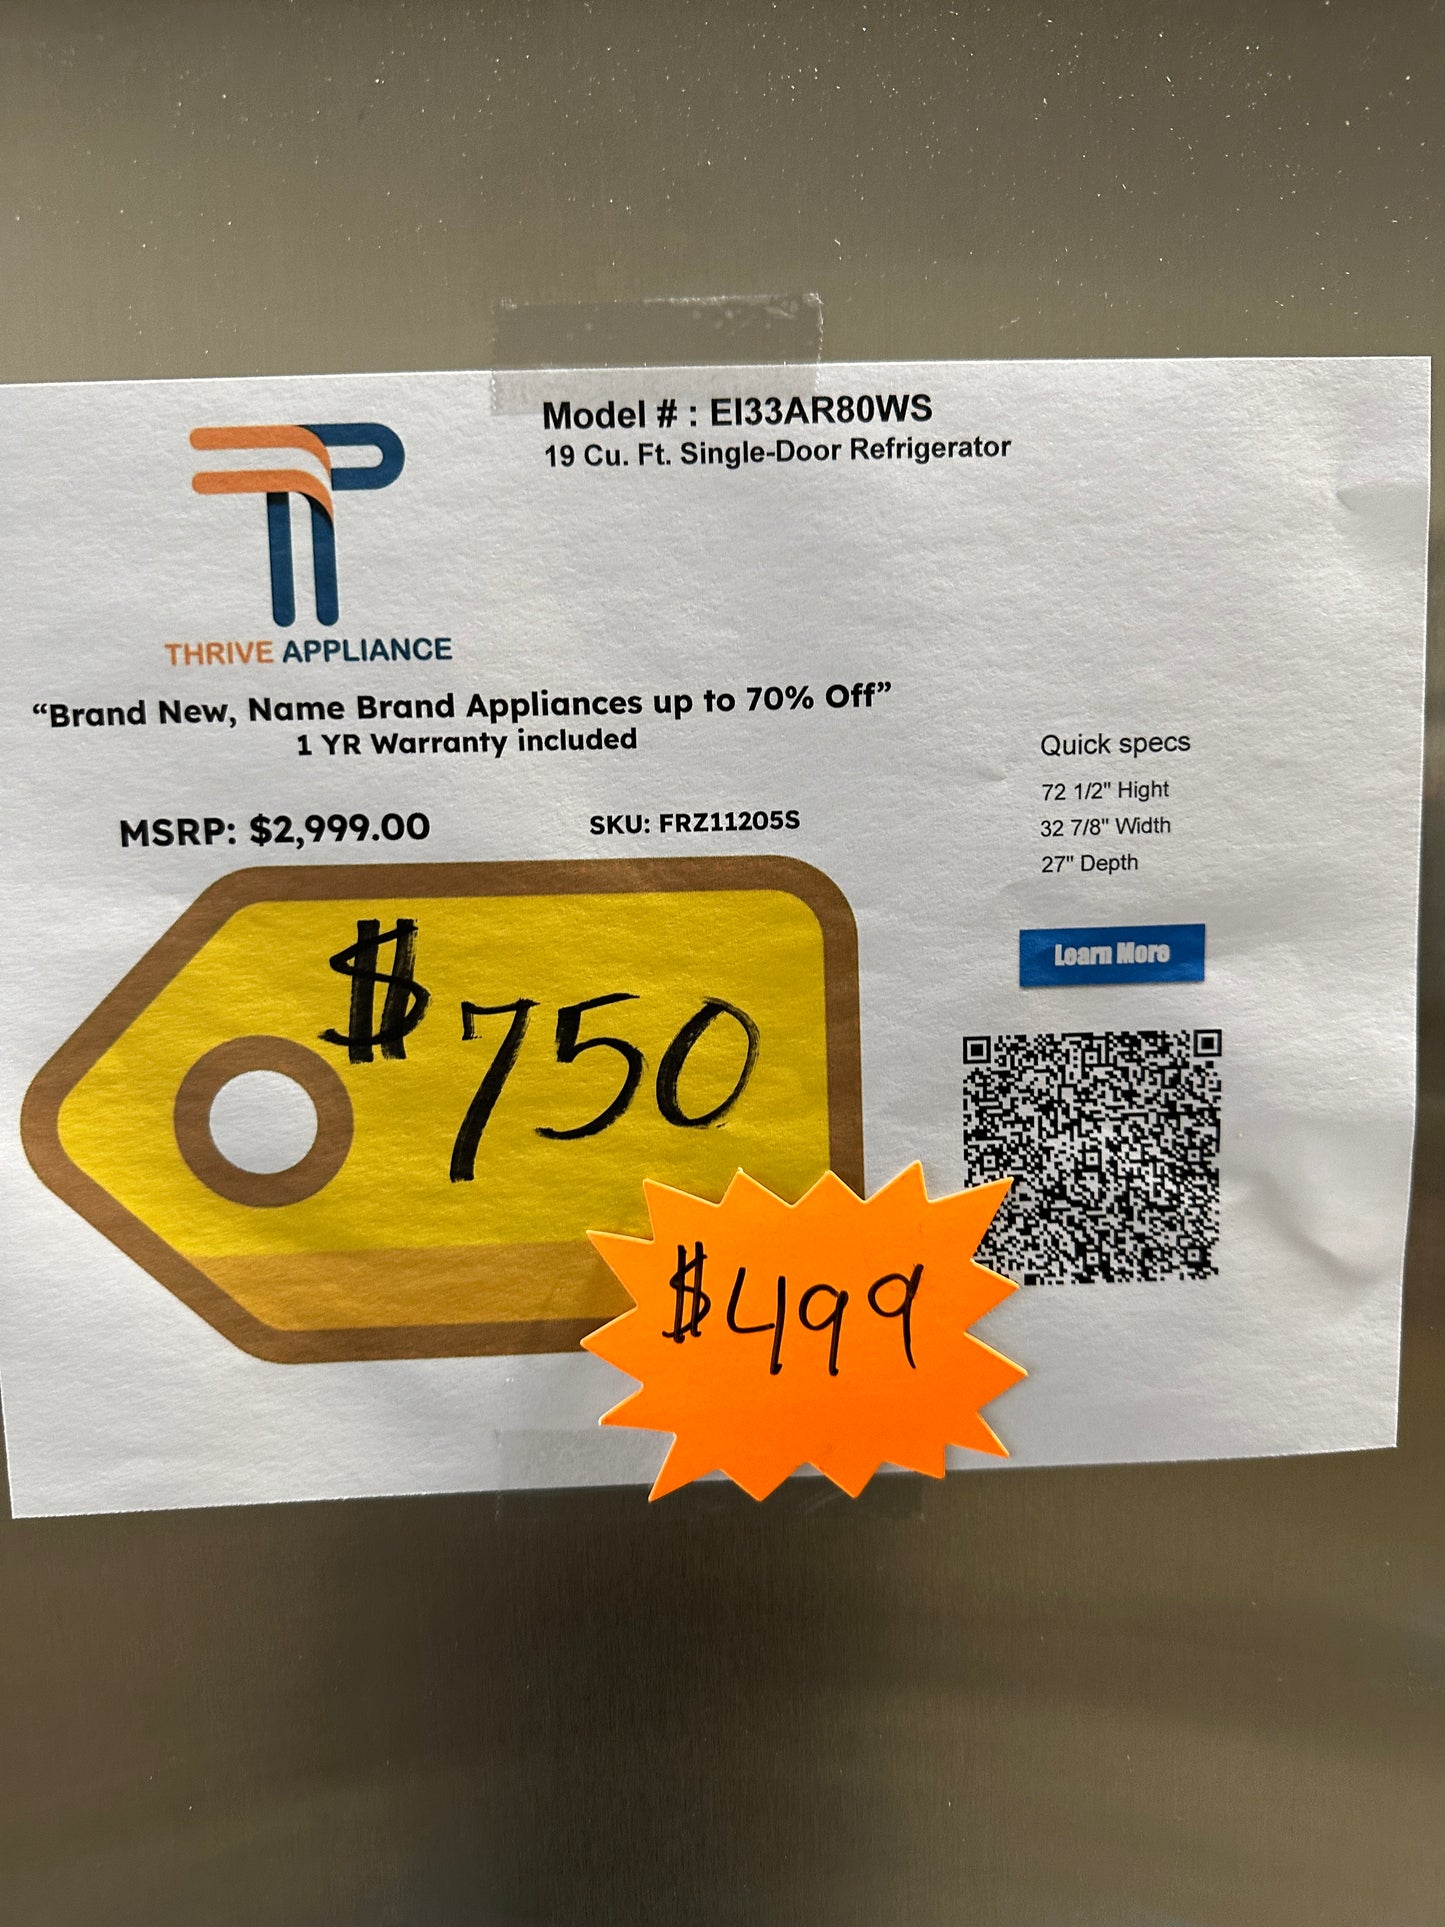 Model # : EI33AR80WS
19 Cu. Ft. Single-Door Refrigerator
THRIVE APPLIANCE
“Brand New, Name Brand Appliances up to 70% Off”
1 YR Warranty included
MSRP: $2,999.00
SKU: FRZ11205S
$750
$499
Quick specs
72 1/2" Hight
32 7/8" Width
27" Depth
Learn More